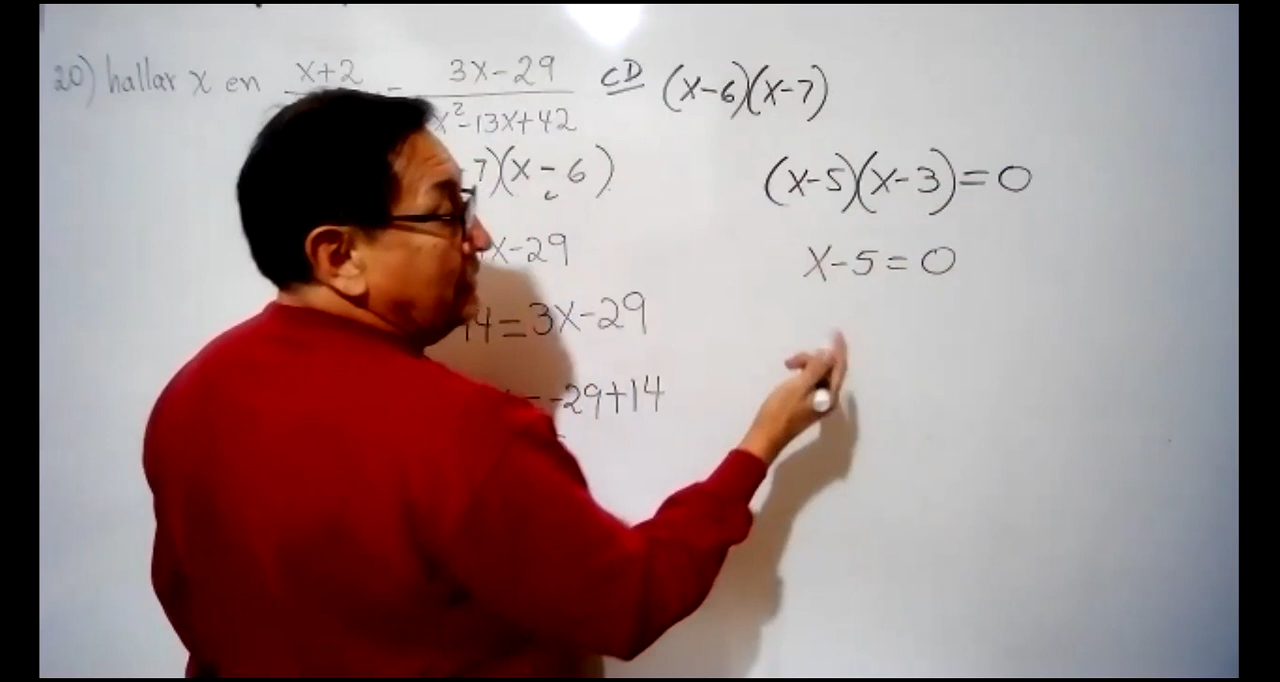 20) hallar x en x+2 = 3x-29 CD (x-6)(x-7)
x²-13x+42
7)(x-6)
(x-5)(x-3)=0
x-29
x-5=0
14=3x-29
=-29+14